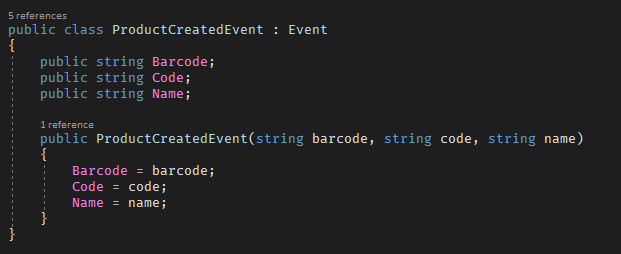 5 references
public class ProductCreatedEvent : Event
{
    public string Barcode;
    public string Code;
    public string Name;
    1 reference
    public ProductCreatedEvent(string barcode, string code, string name)
    {
        Barcode = barcode;
        Code = code;
        Name = name;
    }
}